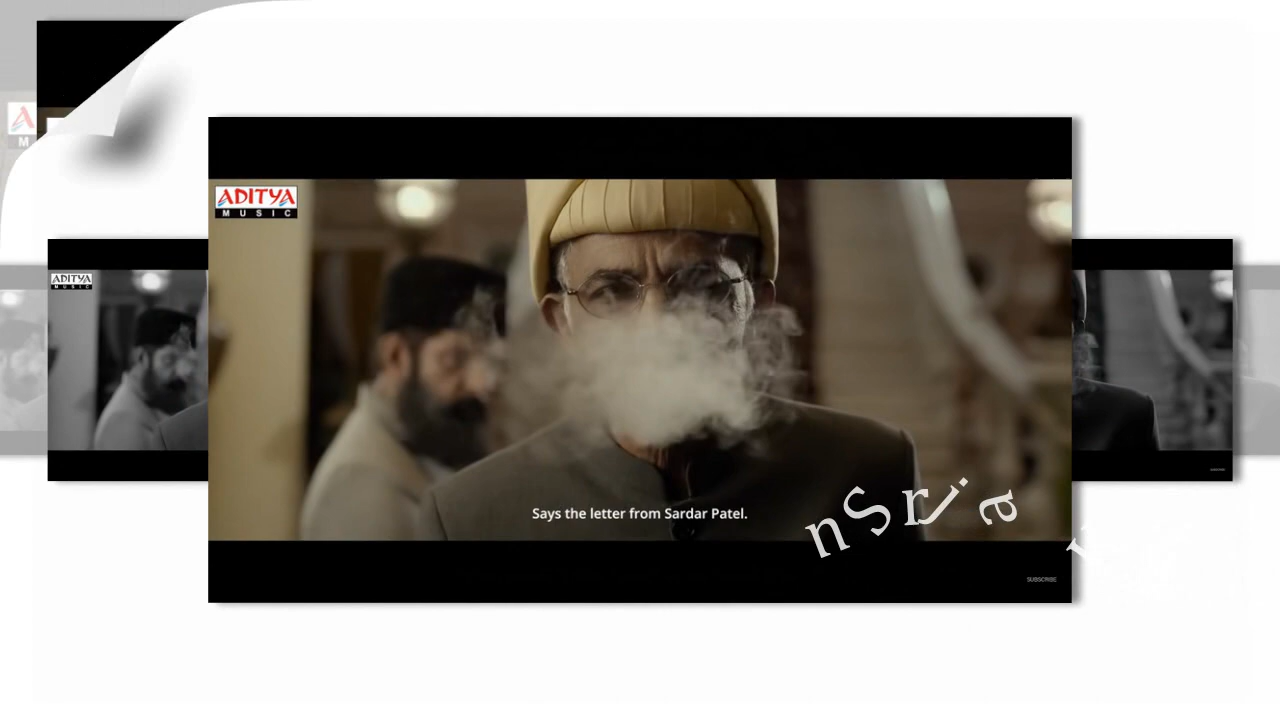 ADITYA
MUSIC
ADITYA
MUSIC
Says the letter from Sardar Patel.
SUBSCRIBE